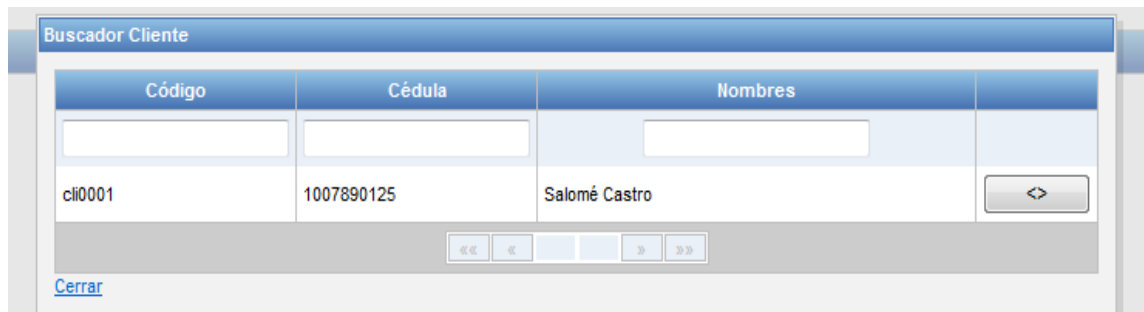 Buscador Cliente
Código Cédula Nombres
cli0001 1007890125 Salomé Castro <>
«« « » »»
Cerrar